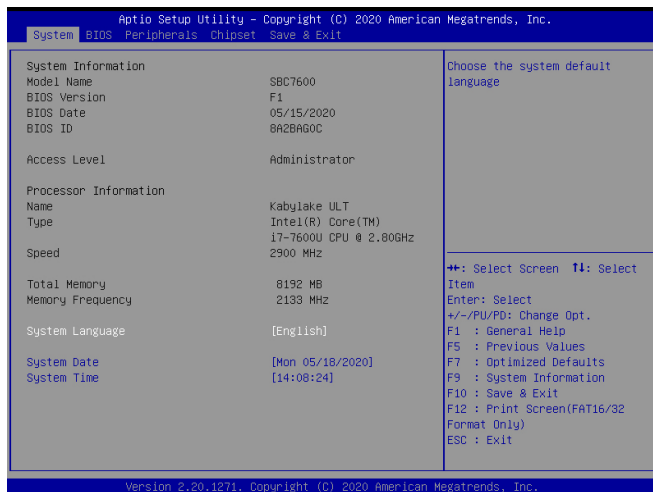 Aptio Setup Utility – Copyright (C) 2020 American Megatrends, Inc.
System BIOS Peripherals Chipset Save & Exit
System Information
Model Name SBC7600
BIOS Version F1
BIOS Date 05/15/2020
BIOS ID 8A2BAG0C
Access Level Administrator
Processor Information
Name Kabylake ULT
Type Intel(R) Core(TM)
i7-7600U CPU @ 2.80GHz
Speed 2900 MHz
Total Memory 8192 MB
Memory Frequency 2133 MHz
System Language [English]
System Date [Mon 05/18/2020]
System Time [14:08:24]
Choose the system default
language
→←: Select Screen ↑↓: Select
Item
Enter: Select
+/-/PU/PD: Change Opt.
F1 : General Help
F5 : Previous Values
F7 : Optimized Defaults
F9 : System Information
F10 : Save & Exit
F12 : Print Screen(FAT16/32
Format Only)
ESC : Exit
Version 2.20.1271. Copyright (C) 2020 American Megatrends, Inc.